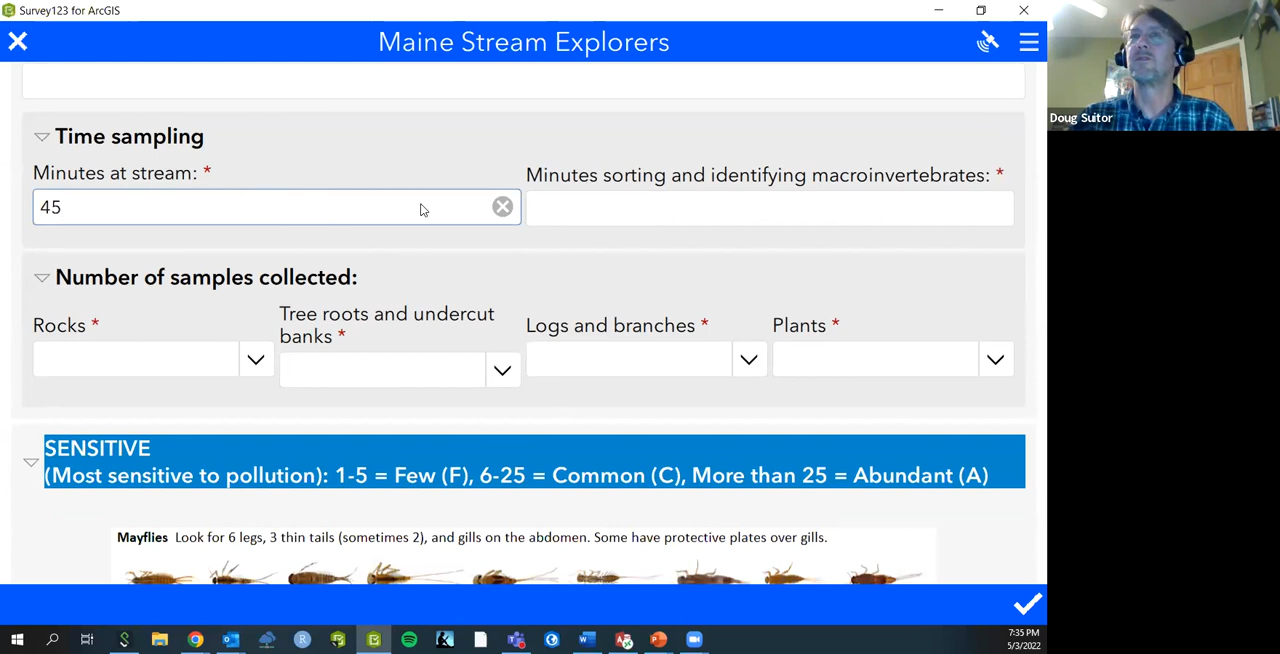 Survey123 for ArcGIS
Maine Stream Explorers
Doug Suitor
Time sampling
Minutes at stream: *
Minutes sorting and identifying macroinvertebrates: *
45
Number of samples collected:
Rocks *
Tree roots and undercut
banks *
Logs and branches *
Plants *
SENSITIVE
(Most sensitive to pollution): 1-5 = Few (F), 6-25 = Common (C), More than 25 = Abundant (A)
Mayflies Look for 6 legs, 3 thin tails (sometimes 2), and gills on the abdomen. Some have protective plates over gills.
7:35 PM
5/3/2022